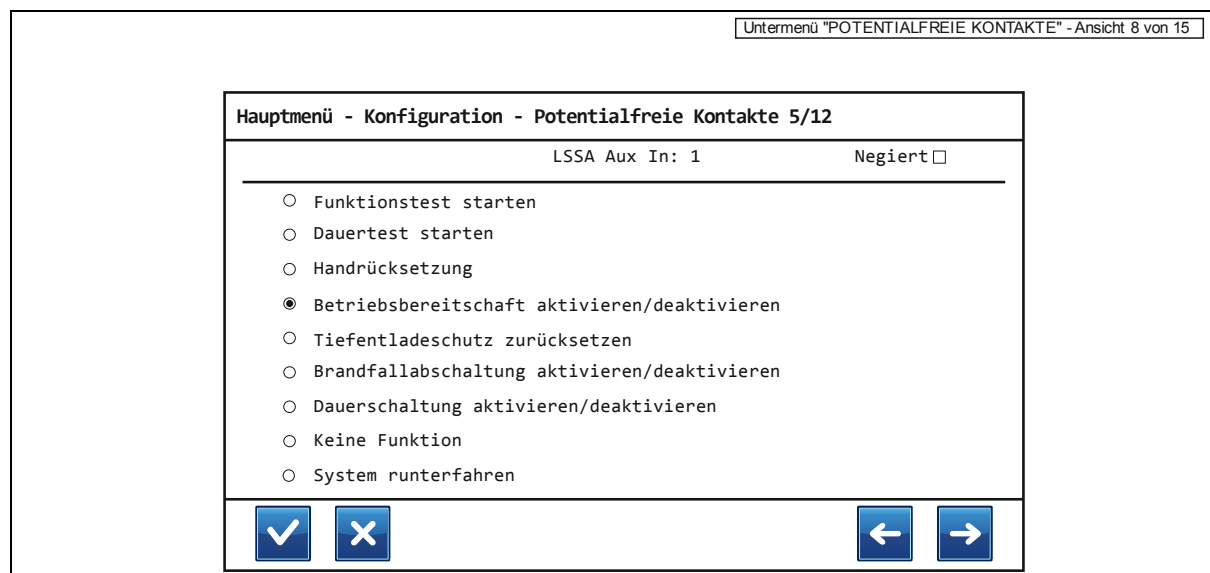 Untermenü "POTENTIALFREIE KONTAKTE" - Ansicht 8 von 15
Hauptmenü - Konfiguration - Potentialfreie Kontakte 5/12
LSSA Aux In: 1 Negiert
Funktionstest starten
Dauertest starten
Handrücksetzung
Betriebsbereitschaft aktivieren/deaktivieren
Tiefentladeschutz zurücksetzen
Brandfallabschaltung aktivieren/deaktivieren
Dauerschaltung aktivieren/deaktivieren
Keine Funktion
System runterfahren